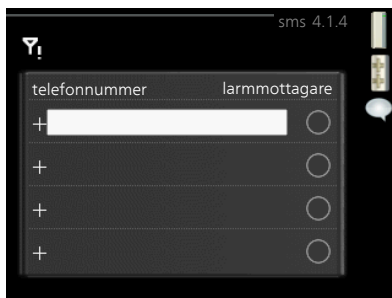 sms 4.1.4
telefonnummer larmmottagare
+
+
+
+